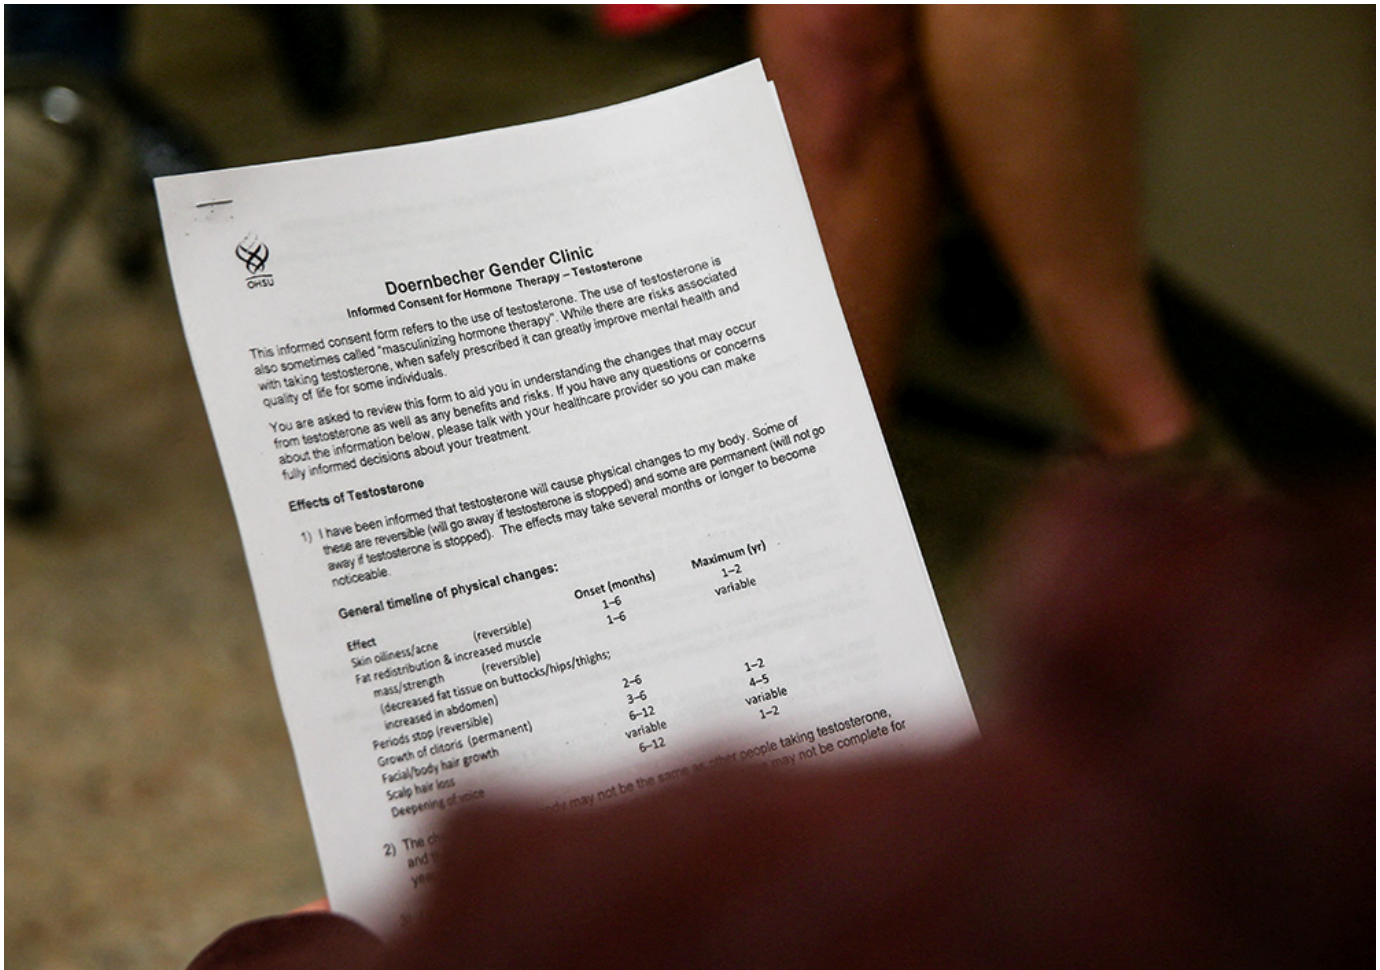 OHSU
Doernbecher Gender Clinic
Informed Consent for Hormone Therapy – Testosterone
This informed consent form refers to the use of testosterone. The use of testosterone is
also sometimes called "masculinizing hormone therapy". While there are risks associated
with taking testosterone, when safely prescribed it can greatly improve mental health and
quality of life for some individuals.
You are asked to review this form to aid you in understanding the changes that may occur
from testosterone as well as any benefits and risks. If you have any questions or concerns
about the information below, please talk with your healthcare provider so you can make
fully informed decisions about your treatment.
Effects of Testosterone
1) I have been informed that testosterone will cause physical changes to my body. Some of
these are reversible (will go away if testosterone is stopped) and some are permanent (will not go
away if testosterone is stopped). The effects may take several months or longer to become
noticeable.
General timeline of physical changes:
Effect Onset (months) Maximum (yr)
Skin oiliness/acne (reversible) 1–6 1–2
Fat redistribution & increased muscle 1–6 variable
mass/strength (reversible)
(decreased fat tissue on buttocks/hips/thighs;
increased in abdomen)
Periods stop (reversible) 2–6 1–2
Growth of clitoris (permanent) 3–6 4–5
Facial/body hair growth 6–12 variable
Scalp hair loss variable 1–2
Deepening of voice 6–12
2) The body may not be the same as other people taking testosterone,
and may not be complete for